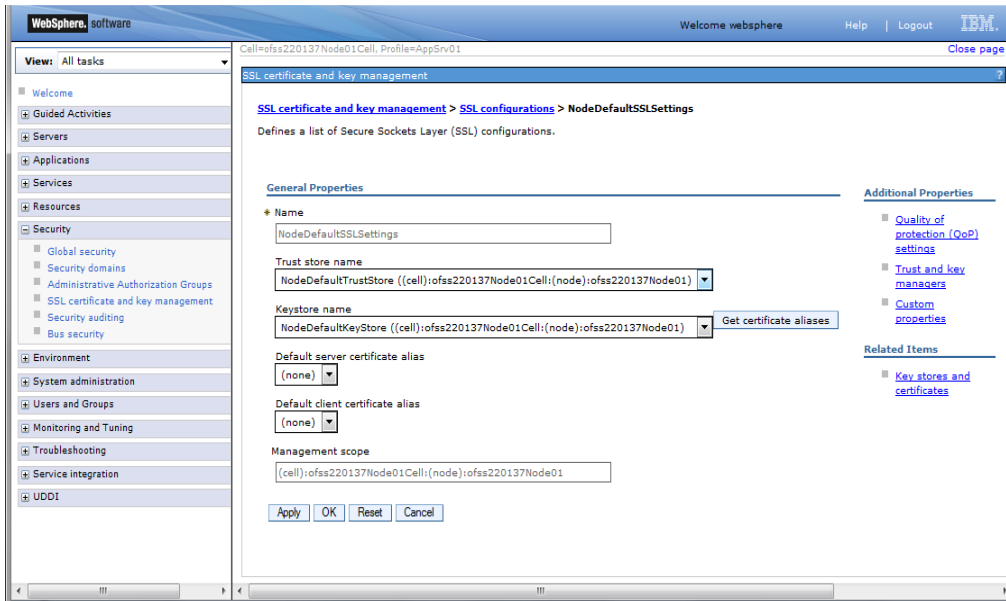 WebSphere. software
Welcome websphere
Help | Logout
IBM.
Cell=ofss220137Node01Cell, Profile=AppSrv01
Close page
View: All tasks
Welcome
Guided Activities
Servers
Applications
Services
Resources
Security
Global security
Security domains
Administrative Authorization Groups
SSL certificate and key management
Security auditing
Bus security
Environment
System administration
Users and Groups
Monitoring and Tuning
Troubleshooting
Service integration
UDDI
SSL certificate and key management
?
SSL certificate and key management > SSL configurations > NodeDefaultSSLSettings
Defines a list of Secure Sockets Layer (SSL) configurations.
General Properties
* Name
NodeDefaultSSLSettings
Trust store name
NodeDefaultTrustStore ((cell):ofss220137Node01Cell:(node):ofss220137Node01)
Keystore name
NodeDefaultKeyStore ((cell):ofss220137Node01Cell:(node):ofss220137Node01)
Get certificate aliases
Default server certificate alias
(none)
Default client certificate alias
(none)
Management scope
(cell):ofss220137Node01Cell:(node):ofss220137Node01
Apply OK Reset Cancel
Additional Properties
Quality of
protection (QoP)
settings
Trust and key
managers
Custom
properties
Related Items
Key stores and
certificates